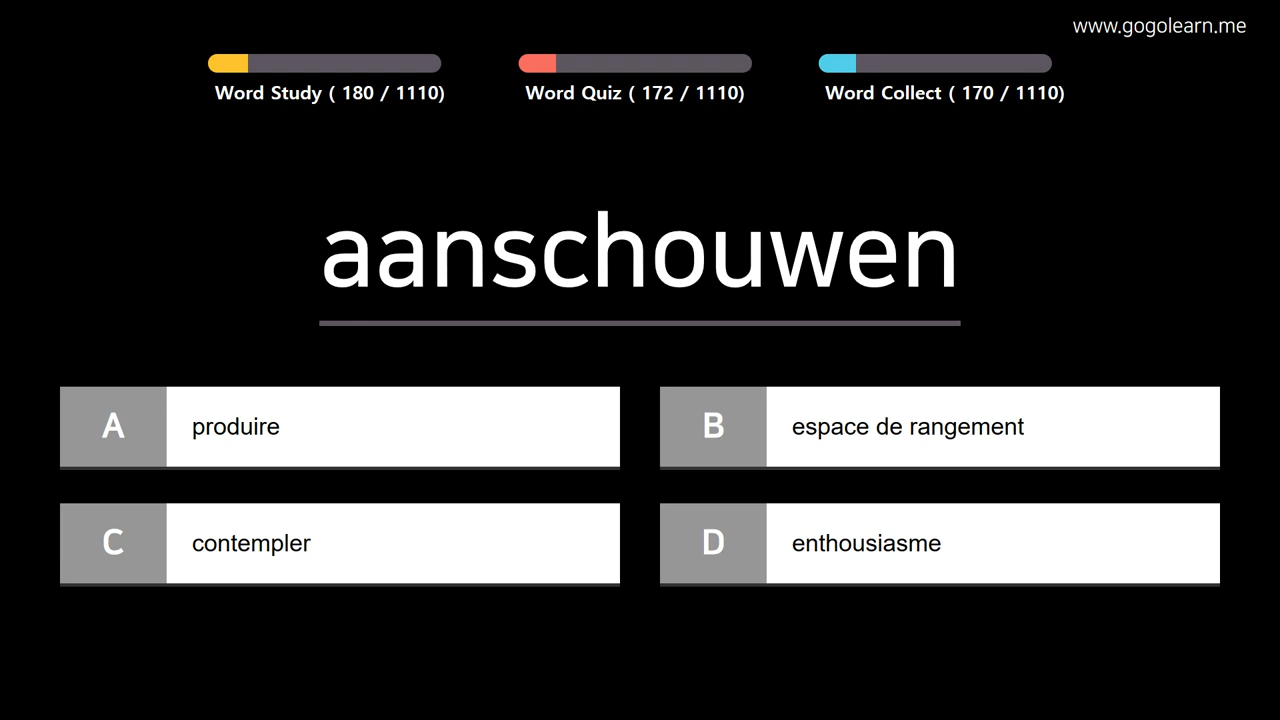 www.gogolearn.me
Word Study ( 180 / 1110)
Word Quiz ( 172 / 1110)
Word Collect ( 170 / 1110)
aanschouwen
A
produire
B
espace de rangement
C
contempler
D
enthousiasme